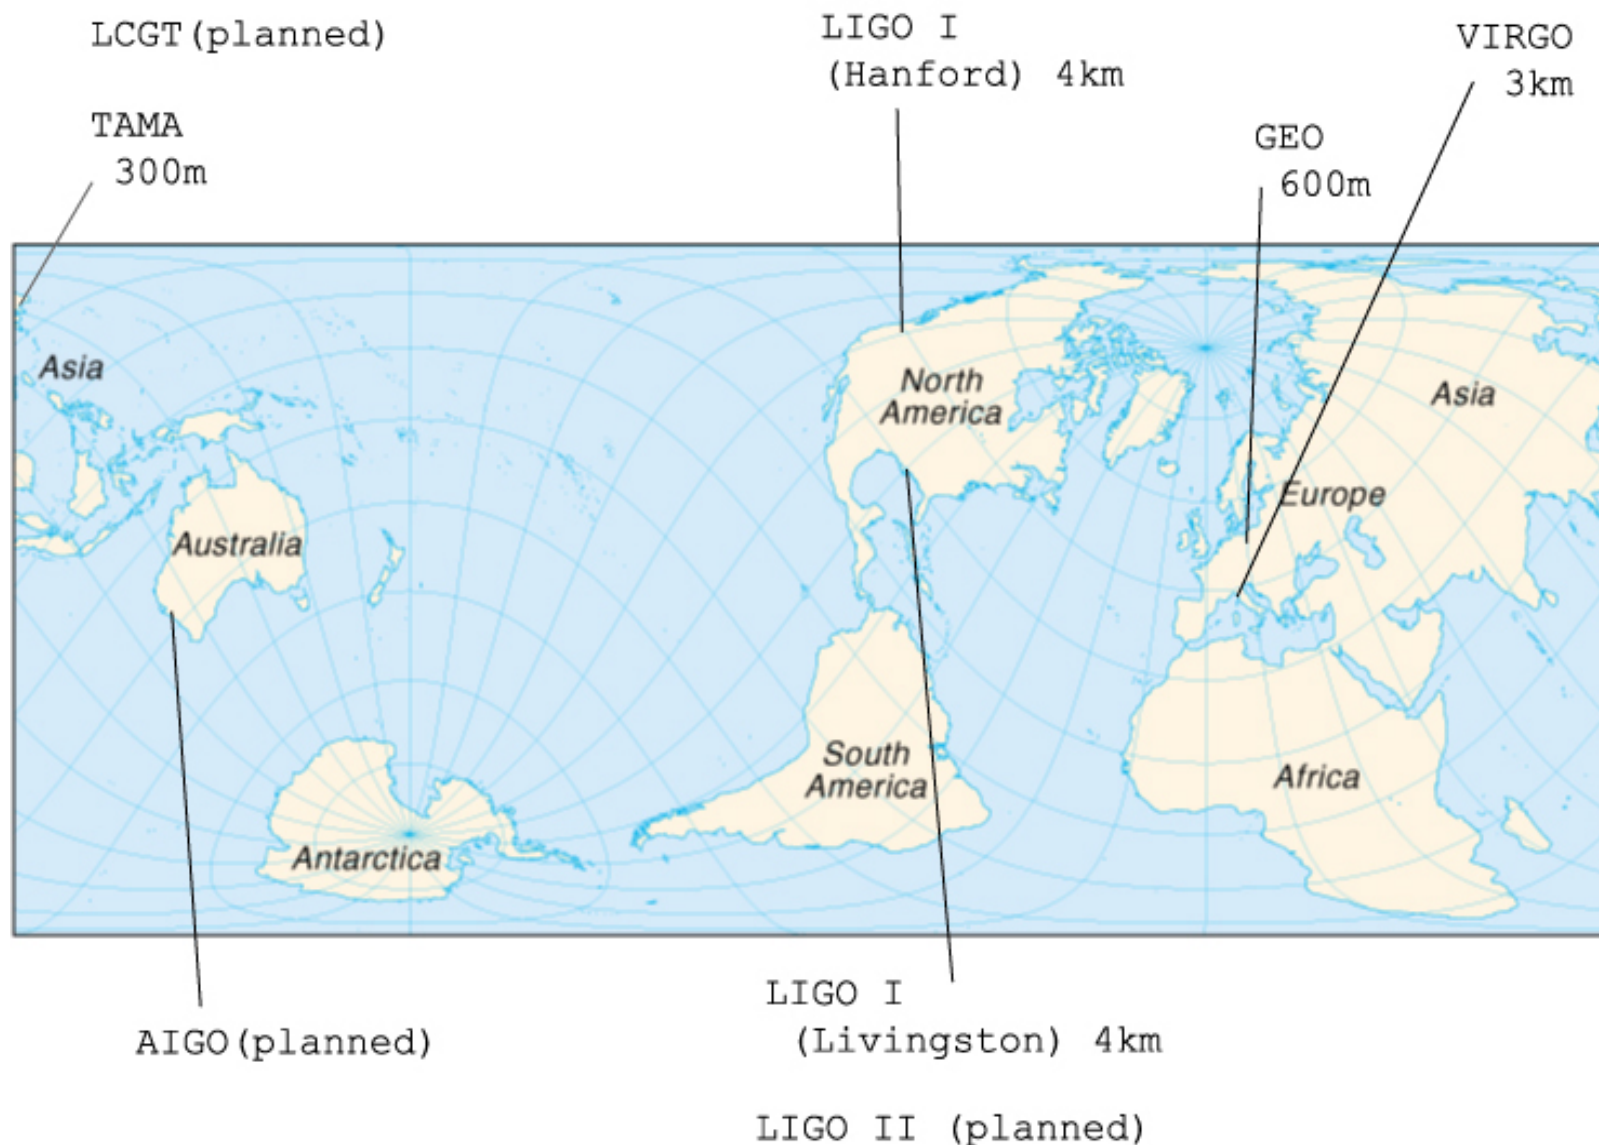 LCGT(planned)
TAMA
300m
LIGO I
(Hanford) 4km
VIRGO
3km
GEO
600m
Asia
North
America
Asia
Europe
Australia
South
America
Africa
Antarctica
AIGO(planned)
LIGO I
(Livingston) 4km
LIGO II (planned)